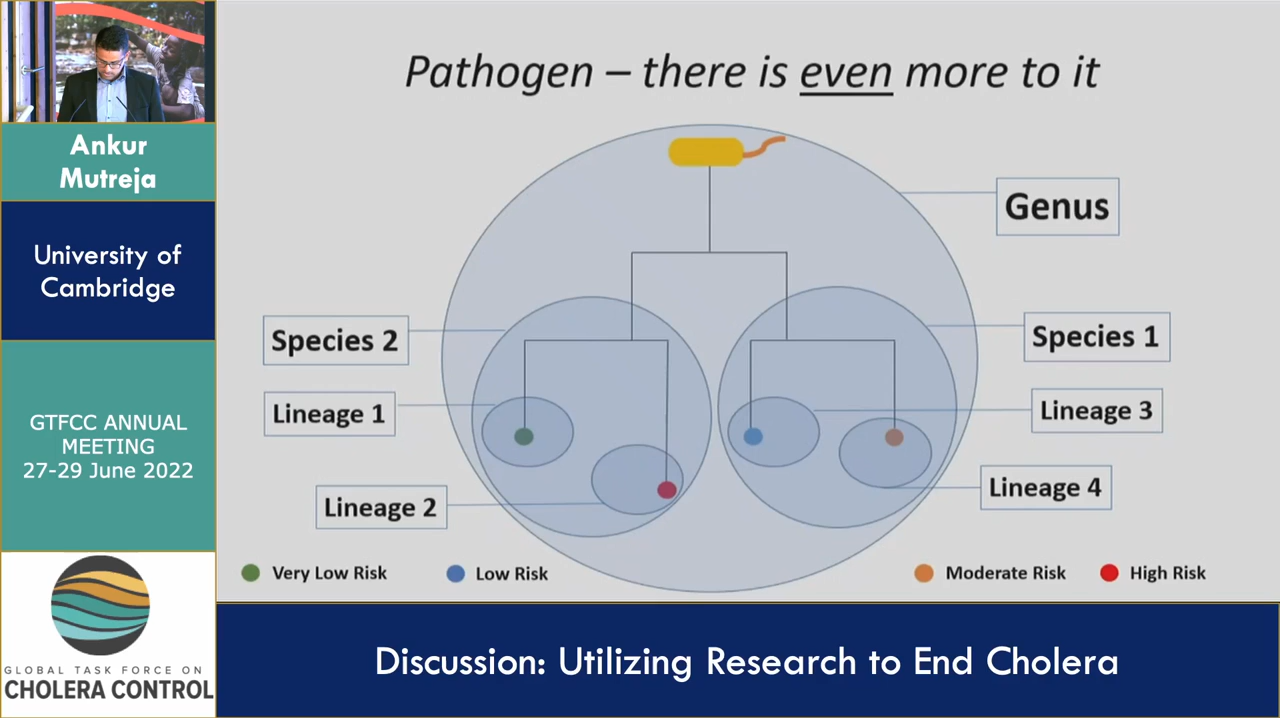 Ankur
Mutreja
University of
Cambridge
GTFCC ANNUAL
MEETING
27-29 June 2022
GLOBAL TASK FORCE ON
CHOLERA CONTROL
Pathogen – there is even more to it
Genus
Species 2
Species 1
Lineage 1
Lineage 3
Lineage 2
Lineage 4
Very Low Risk
Low Risk
Moderate Risk
High Risk
Discussion: Utilizing Research to End Cholera